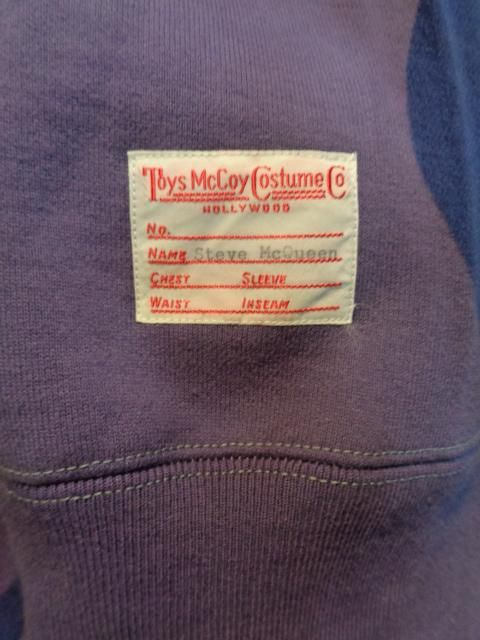 Toys McCoy Costume Co
HOLLYWOOD
No.
NAME Steve McQueen
CHEST SLEEVE
WAIST INSEAM